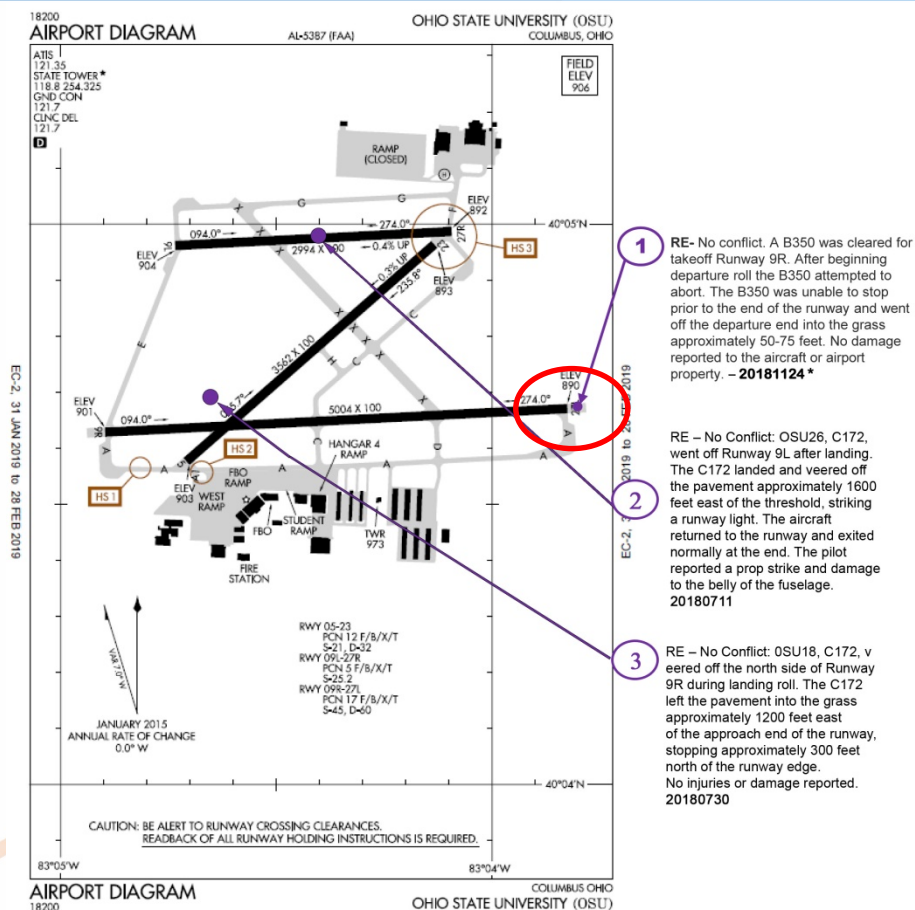 18200
AIRPORT DIAGRAM
AL-5387 (FAA)
OHIO STATE UNIVERSITY (OSU)
COLUMBUS, OHIO
ATIS
121.35
STATE TOWER★
118.8 254.325
GND CON
121.7
CLNC DEL
121.7
D
FIELD
ELEV
906
RAMP
(CLOSED)
H
X
G
G
F
ELEV
892
40°05'N
094.0°
274.0°
27R
9L
2994 X 100
0.4% UP
ELEV
904
HS 3
23
0.3% UP
235.8°
ELEV
893
X
C
E
X
X
X
X
H
3562 X 100
ELEV
901
094.0°
5004 X 100
274.0°
ELEV
890
9R
A
C
D
A
HS 1
A
5
A1
HS 2
A
A
A
HANGAR 4
RAMP
ELEV
903
FBO
RAMP
WEST
RAMP
FBO
STUDENT
RAMP
TWR
973
FIRE
STATION
RWY 05-23
PCN 12 F/B/X/T
S-21, D-32
RWY 09L-27R
PCN 5 F/B/X/T
S-25.2
RWY 09R-27L
PCN 17 F/B/X/T
S-45, D-60
VAR 7.0° W
JANUARY 2015
ANNUAL RATE OF CHANGE
0.0° W
40°04'N
CAUTION: BE ALERT TO RUNWAY CROSSING CLEARANCES.
READBACK OF ALL RUNWAY HOLDING INSTRUCTIONS IS REQUIRED.
83°05'W
83°04'W
AIRPORT DIAGRAM
18200
COLUMBUS OHIO
OHIO STATE UNIVERSITY (OSU)
EC-2, 31 JAN 2019 to 28 FEB 2019
2019 to 28 FEB 2019
EC-2,
1
RE- No conflict. A B350 was cleared for
takeoff Runway 9R. After beginning
departure roll the B350 attempted to
abort. The B350 was unable to stop
prior to the end of the runway and went
off the departure end into the grass
approximately 50-75 feet. No damage
reported to the aircraft or airport
property. – 20181124 *
2
RE – No Conflict: OSU26, C172,
went off Runway 9L after landing.
The C172 landed and veered off
the pavement approximately 1600
feet east of the threshold, striking
a runway light. The aircraft
returned to the runway and exited
normally at the end. The pilot
reported a prop strike and damage
to the belly of the fuselage.
20180711
3
RE – No Conflict: 0SU18, C172, v
eered off the north side of Runway
9R during landing roll. The C172
left the pavement into the grass
approximately 1200 feet east
of the approach end of the runway,
stopping approximately 300 feet
north of the runway edge.
No injuries or damage reported.
20180730